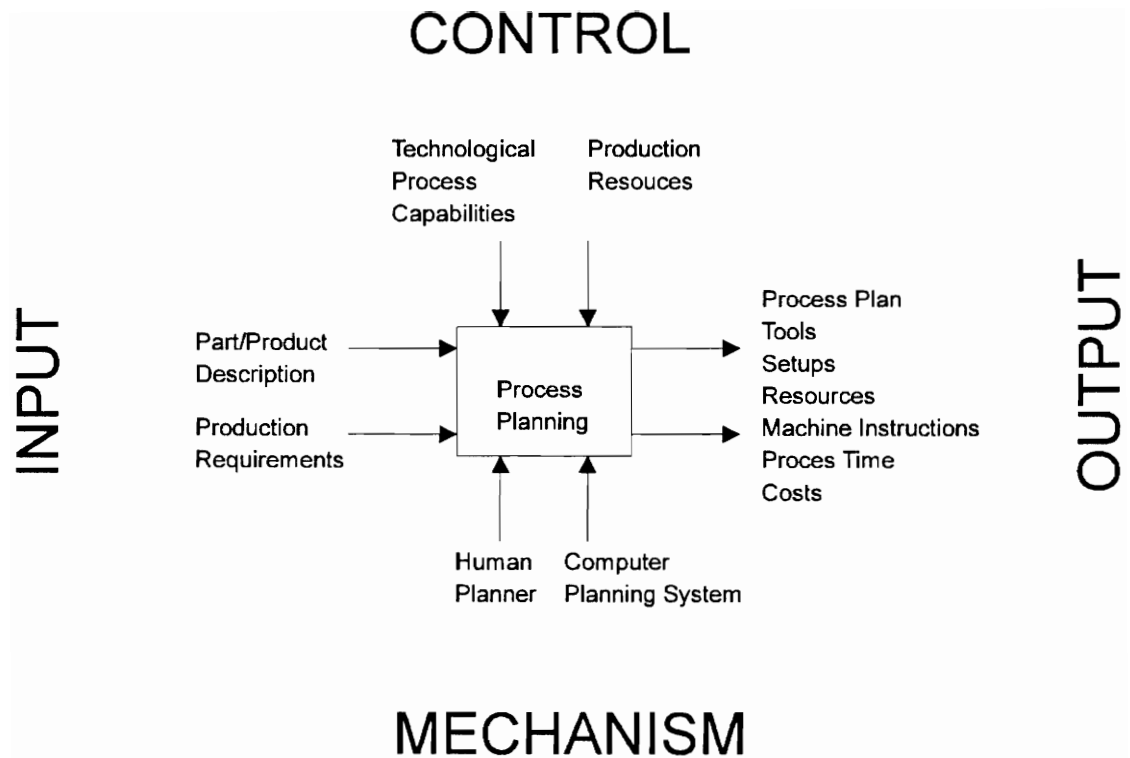 CONTROL
Technological
Process
Capabilities
Production
Resouces
INPUT
Part/Product
Description
Production
Requirements
Process
Planning
Process Plan
Tools
Setups
Resources
Machine Instructions
Proces Time
Costs
OUTPUT
Human
Planner
Computer
Planning System
MECHANISM